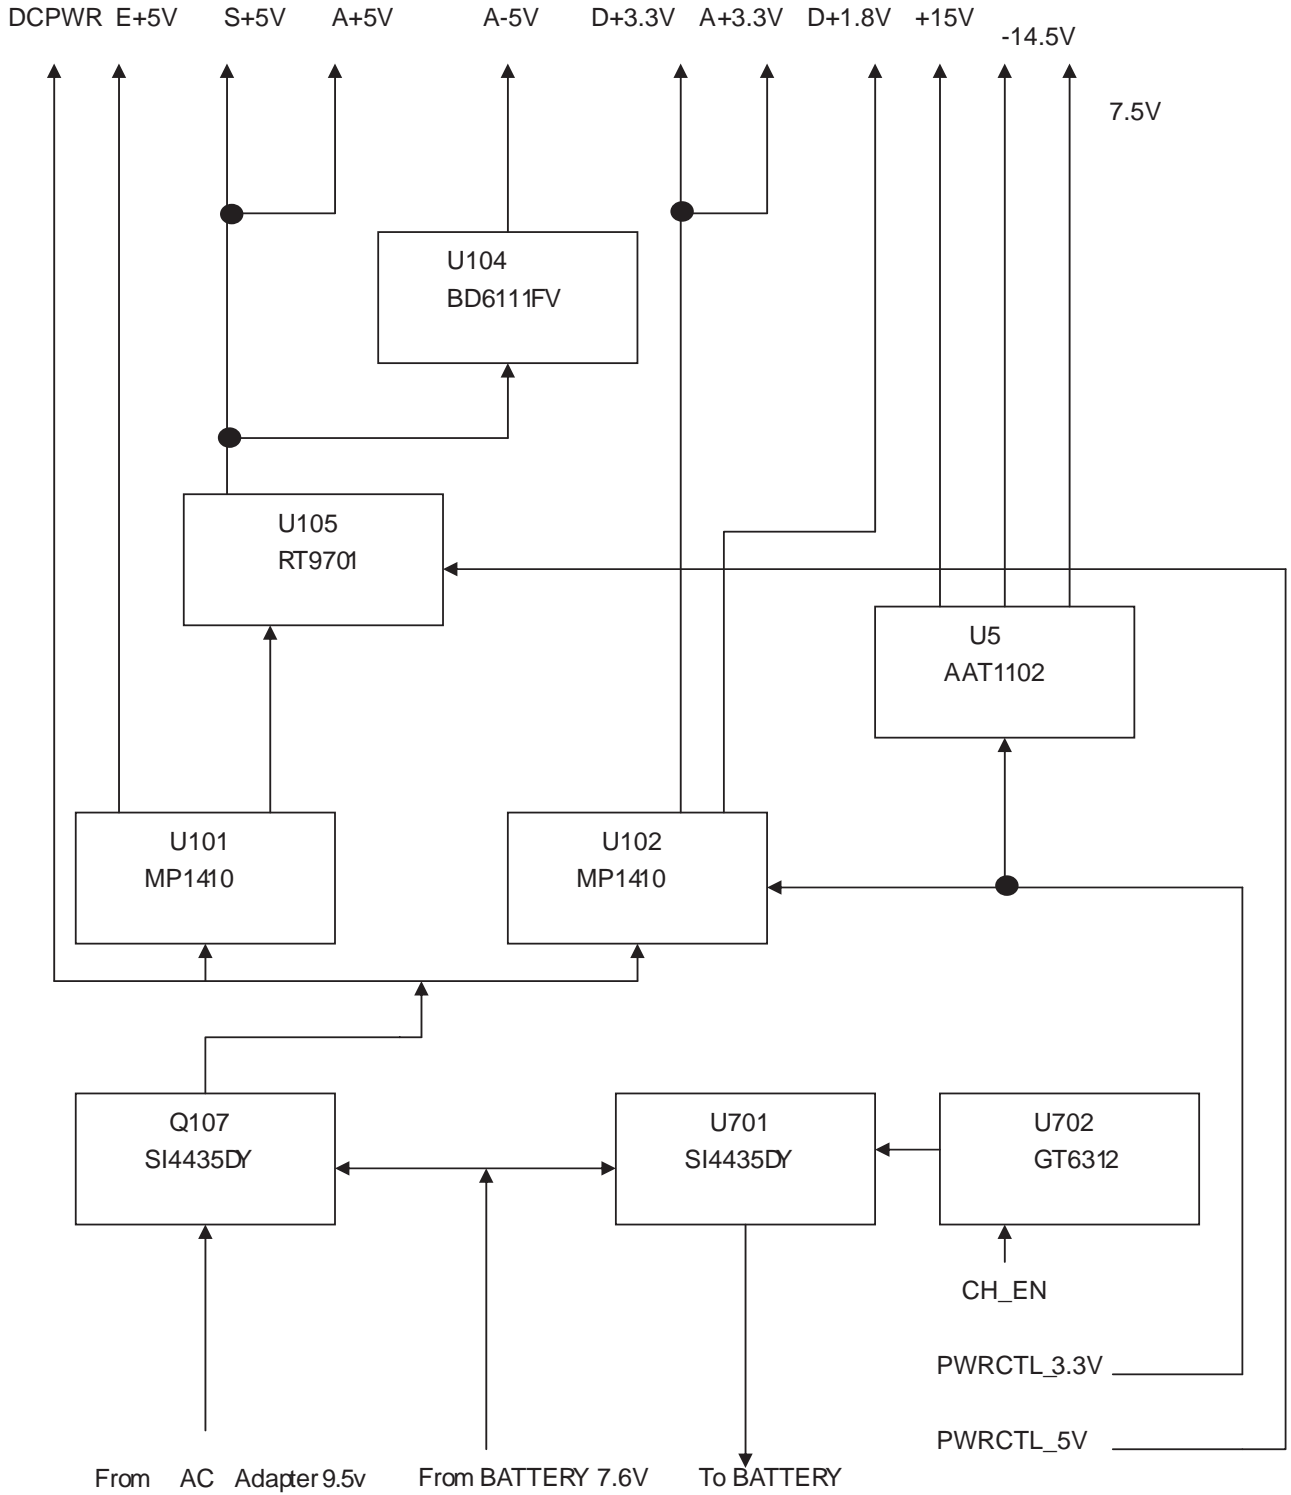 DCPWR E+5V S+5V A+5V A-5V D+3.3V A+3.3V D+1.8V +15V
-14.5V
7.5V
U104
BD6111FV
U105
RT9701
U5
AAT1102
U101
MP1410
U102
MP1410
Q107
SI4435DY
U701
SI4435DY
U702
GT6312
CH_EN
PWRCTL_3.3V
PWRCTL_5V
From AC Adapter 9.5v
From BATTERY 7.6V
To BATTERY